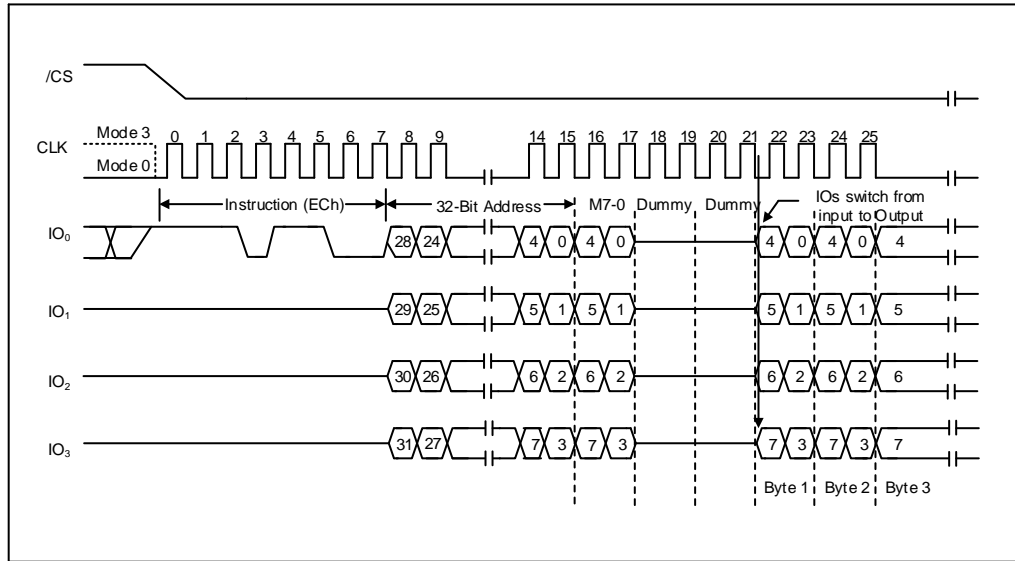 /CS
Mode 3
CLK
Mode 0
0 1 2 3 4 5 6 7 8 9 14 15 16 17 18 19 20 21 22 23 24 25
Instruction (ECh) 32-Bit Address M7-0 Dummy Dummy
IOs switch from
input to Output
IO0 28 24 4 0 4 0 4 0 4 0 4
IO1 29 25 5 1 5 1 5 1 5 1 5
IO2 30 26 6 2 6 2 6 2 6 2 6
IO3 31 27 7 3 7 3 7 3 7 3 7
Byte 1 Byte 2 Byte 3